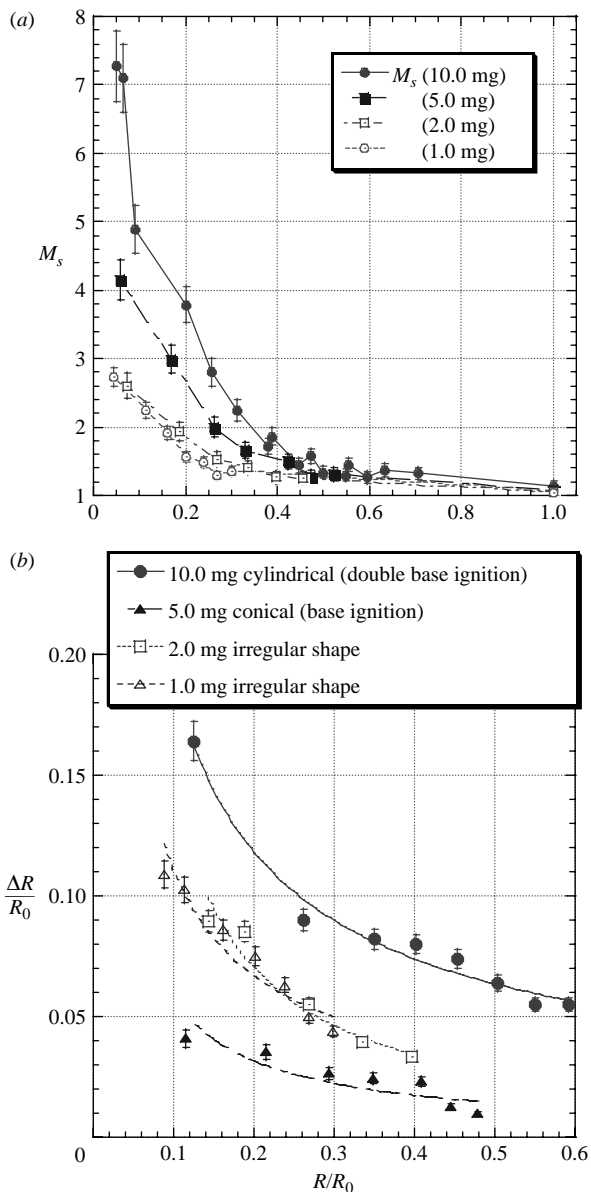 (a)
8
7
6
5
4
3
2
1
M_s
M_s (10.0 mg)
(5.0 mg)
(2.0 mg)
(1.0 mg)
0 0.2 0.4 0.6 0.8 1.0
(b)
10.0 mg cylindrical (double base ignition)
5.0 mg conical (base ignition)
2.0 mg irregular shape
1.0 mg irregular shape
0.20
0.15
0.10
0.05
0
ΔR
R_0
0.1 0.2 0.3 0.4 0.5 0.6
R/R_0